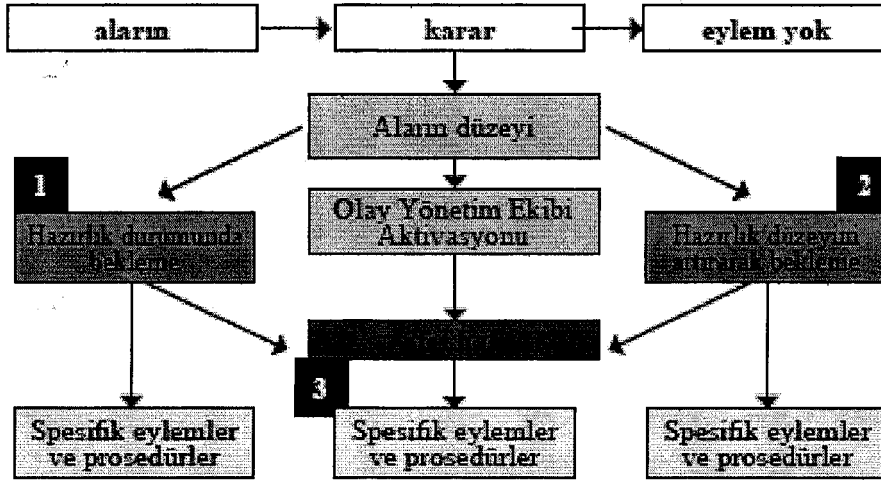 alarm
karar
eylem yok
Alarm düzeyi
1
2
Olay Yönetim Ekibi
Aktivasyonu
Hazırlık durumunda
bekleme
Hazırlık düzeyini
artırarak bekleme
3
Spesifik eylemler
ve prosedürler
Spesifik eylemler
ve prosedürler
Spesifik eylemler
ve prosedürler